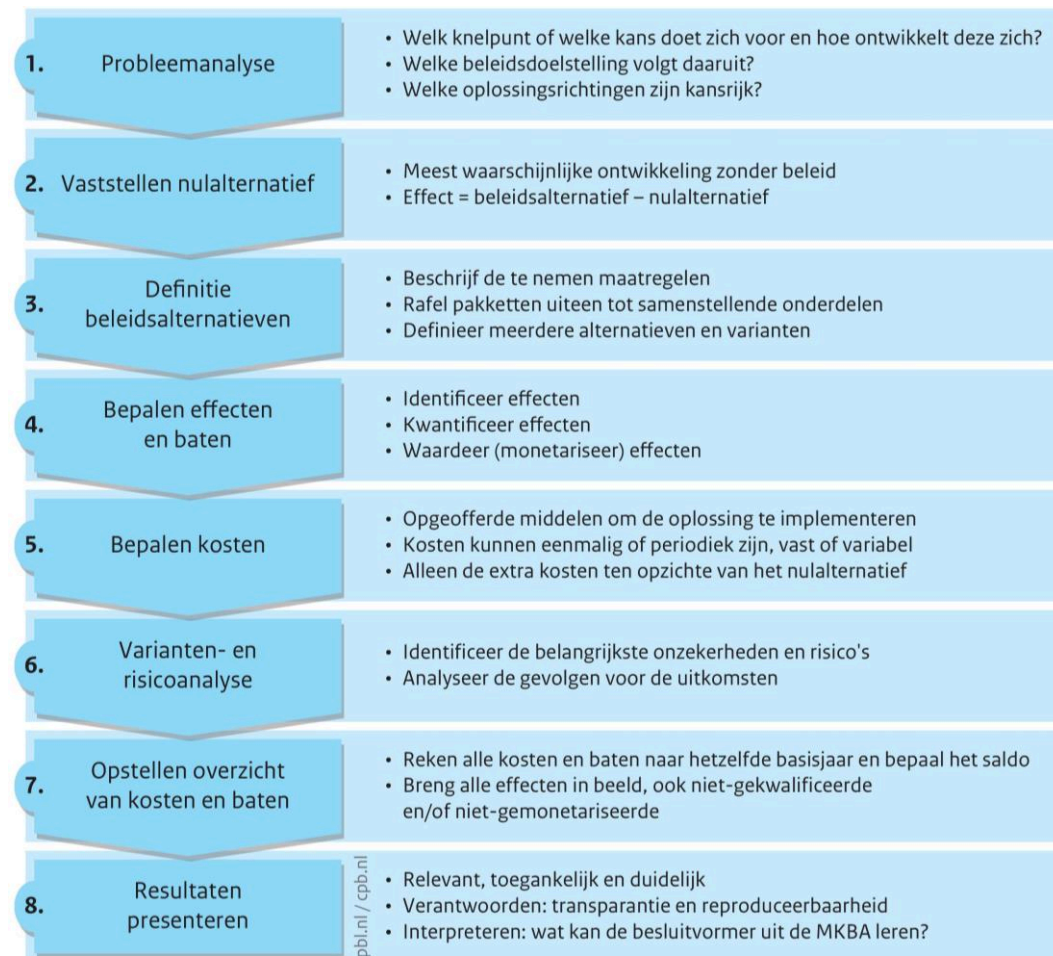 1.
Probleemanalyse
• Welk knelpunt of welke kans doet zich voor en hoe ontwikkelt deze zich?
• Welke beleidsdoelstelling volgt daaruit?
• Welke oplossingsrichtingen zijn kansrijk?
2.
Vaststellen nulalternatief
• Meest waarschijnlijke ontwikkeling zonder beleid
• Effect = beleidsalternatief – nulalternatief
3.
Definitie
beleidsalternatieven
• Beschrijf de te nemen maatregelen
• Rafel pakketten uiteen tot samenstellende onderdelen
• Definieer meerdere alternatieven en varianten
4.
Bepalen effecten
en baten
• Identificeer effecten
• Kwantificeer effecten
• Waardeer (monetariseer) effecten
5.
Bepalen kosten
• Opgeofferde middelen om de oplossing te implementeren
• Kosten kunnen eenmalig of periodiek zijn, vast of variabel
• Alleen de extra kosten ten opzichte van het nulalternatief
6.
Varianten- en
risicoanalyse
• Identificeer de belangrijkste onzekerheden en risico's
• Analyseer de gevolgen voor de uitkomsten
7.
Opstellen overzicht
van kosten en baten
• Reken alle kosten en baten naar hetzelfde basisjaar en bepaal het saldo
• Breng alle effecten in beeld, ook niet-gekwalificeerde
en/of niet-gemonetariseerde
8.
Resultaten
presenteren
pbl.nl / cpb.nl
• Relevant, toegankelijk en duidelijk
• Verantwoorden: transparantie en reproduceerbaarheid
• Interpreteren: wat kan de besluitvormer uit de MKBA leren?